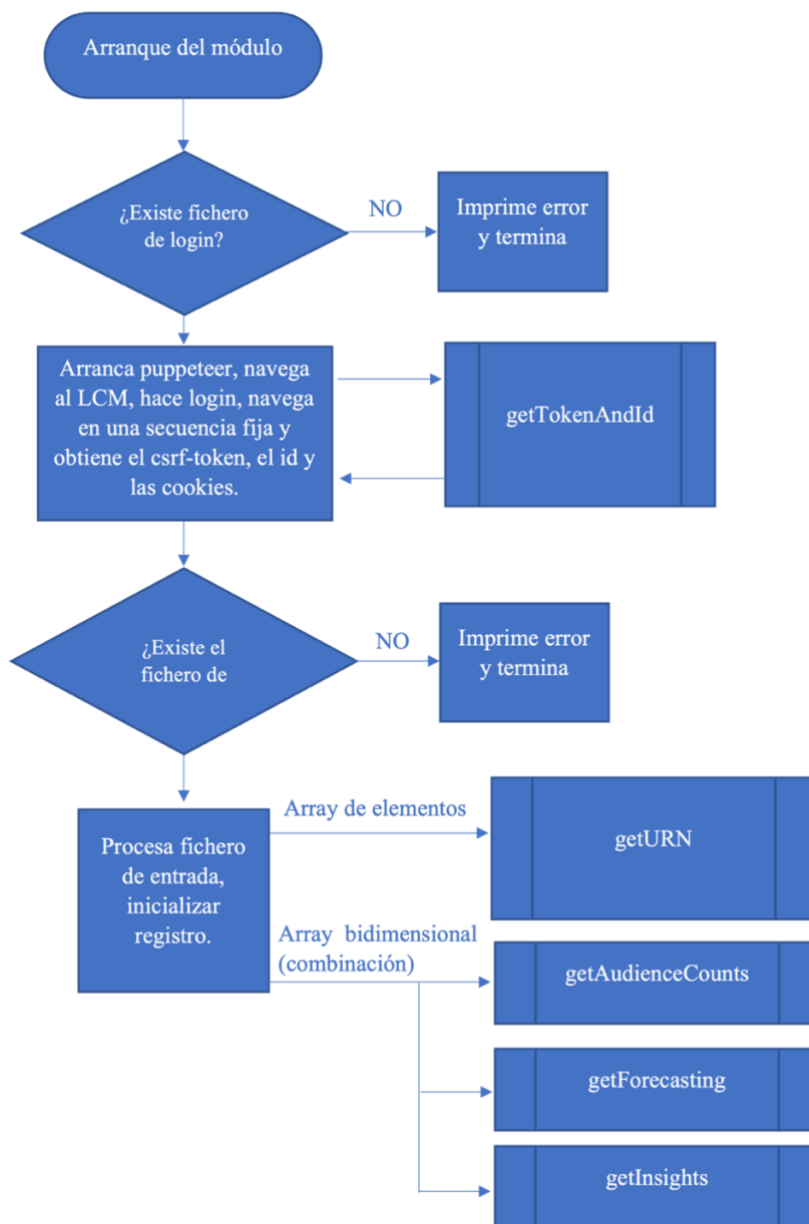 Arranque del módulo
¿Existe fichero
de login?
NO
Imprime error
y termina
Arranca puppeteer, navega
al LCM, hace login, navega
en una secuencia fija y
obtiene el csrf-token, el id y
las cookies.
getTokenAndId
¿Existe el
fichero de
NO
Imprime error
y termina
Procesa fichero
de entrada,
inicializar
registro.
Array de elementos
getURN
Array bidimensional
(combinación)
getAudienceCounts
getForecasting
getInsights